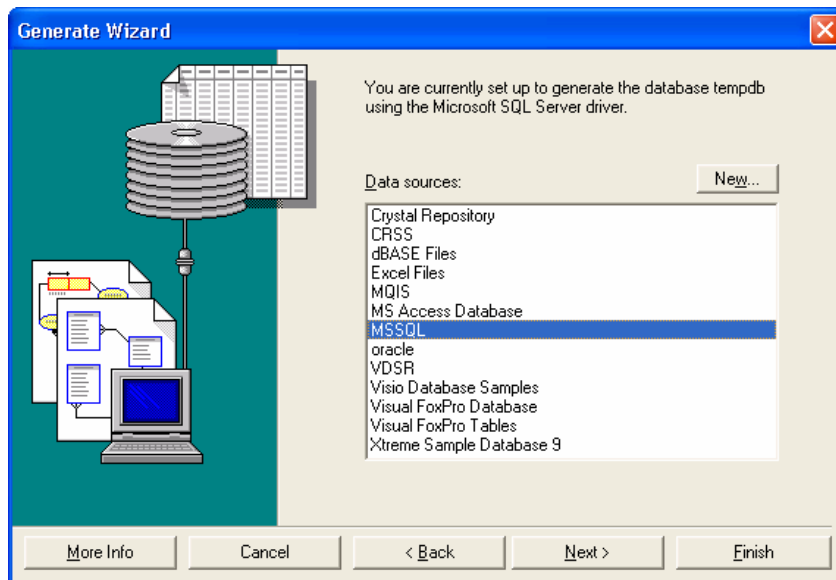 Generate Wizard
You are currently set up to generate the database tempdb
using the Microsoft SQL Server driver.
Data sources:
New...
Crystal Repository
CRSS
dBASE Files
Excel Files
MQIS
MS Access Database
MSSQL
oracle
VDSR
Visio Database Samples
Visual FoxPro Database
Visual FoxPro Tables
Xtreme Sample Database 9
More Info
Cancel
< Back
Next >
Finish